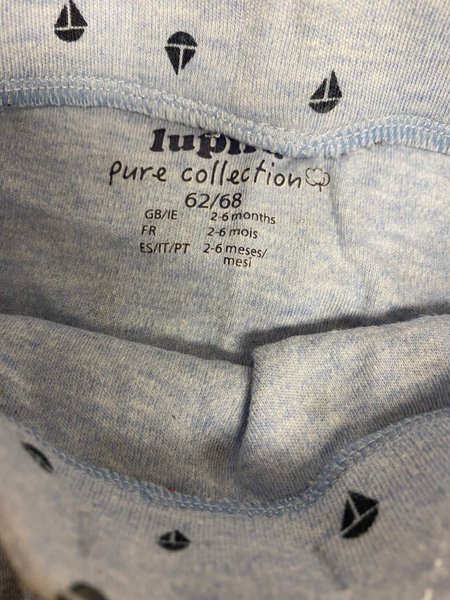 pure collection
62/68
GB/IE 2-6 months
FR 2-6 mois
ES/IT/PT 2-6 meses/
mesi